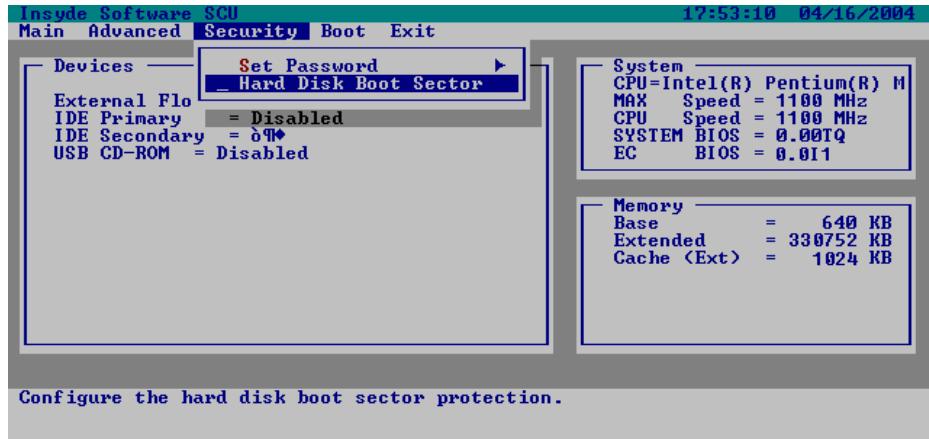 Insyde Software SCU 17:53:10 04/16/2004
Main Advanced Security Boot Exit
Set Password ►
_ Hard Disk Boot Sector
Devices
External Flo
IDE Primary = Disabled
IDE Secondary = ò¶◆
USB CD-ROM = Disabled
System
CPU=Intel(R) Pentium(R) M
MAX Speed = 1100 MHz
CPU Speed = 1100 MHz
SYSTEM BIOS = 0.00TQ
EC BIOS = 0.0I1
Memory
Base = 640 KB
Extended = 330752 KB
Cache (Ext) = 1024 KB
Configure the hard disk boot sector protection.